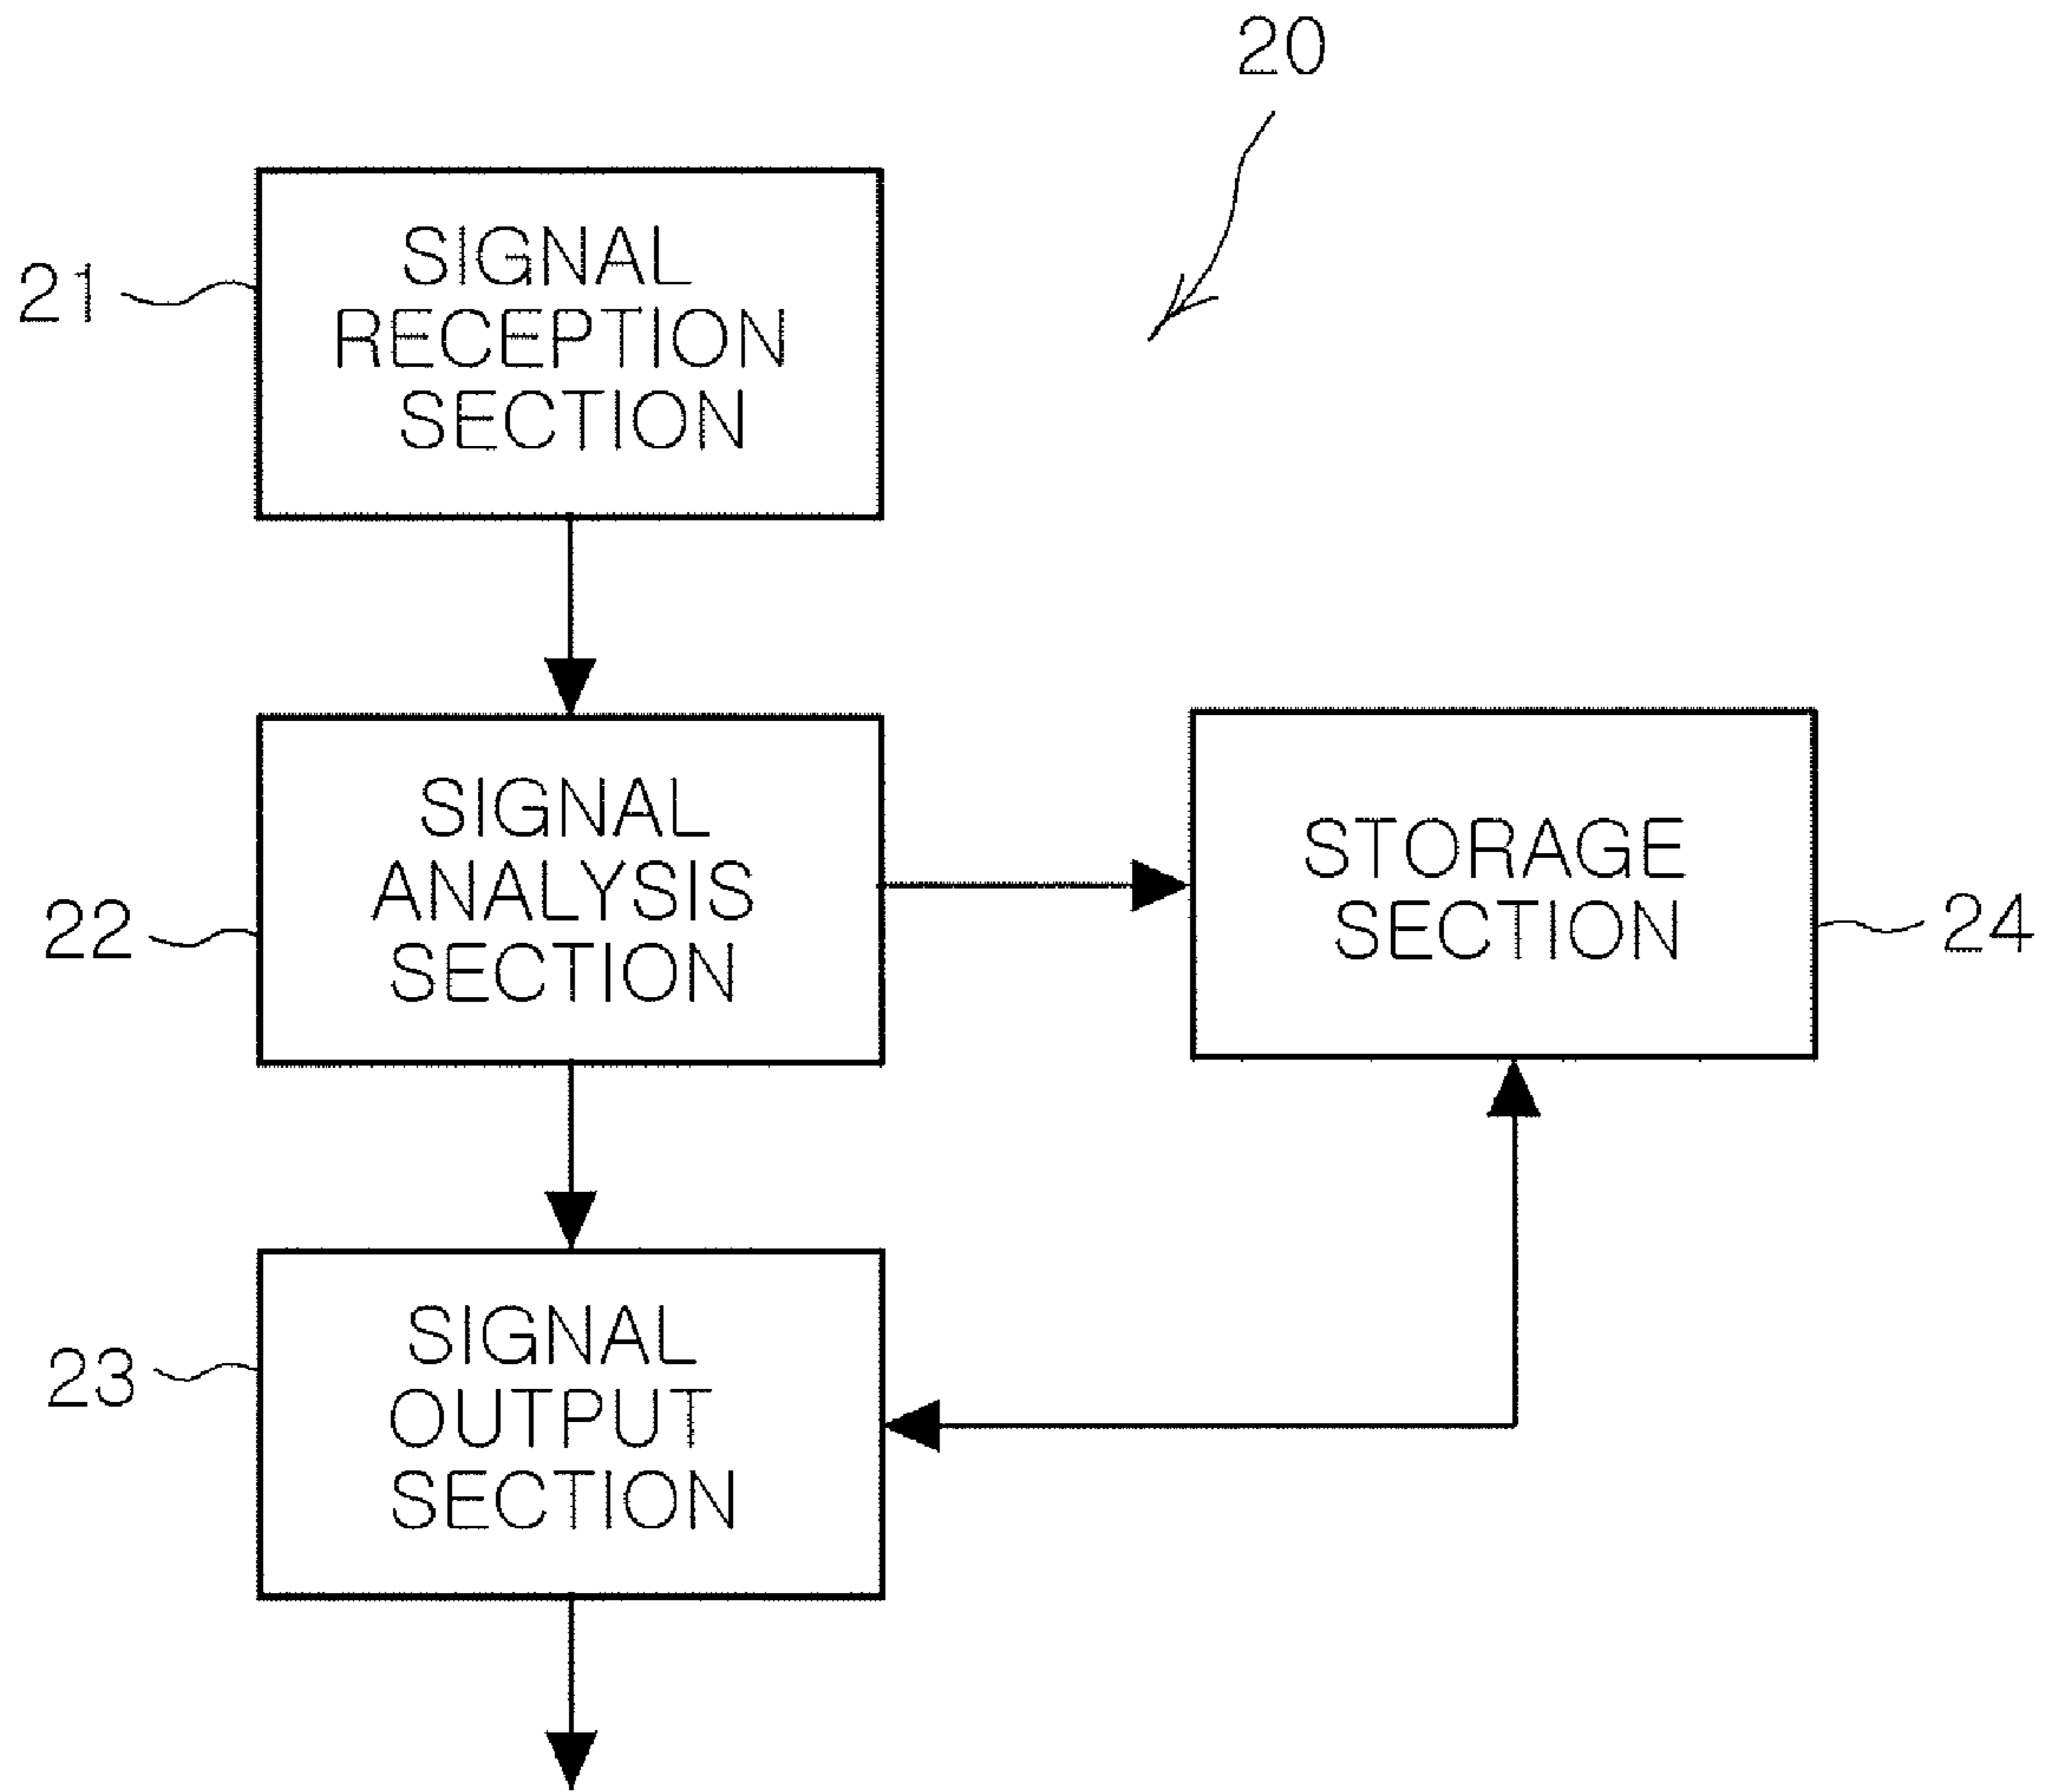 20
21
SIGNAL
RECEPTION
SECTION
22
SIGNAL
ANALYSIS
SECTION
STORAGE
SECTION
24
23
SIGNAL
OUTPUT
SECTION